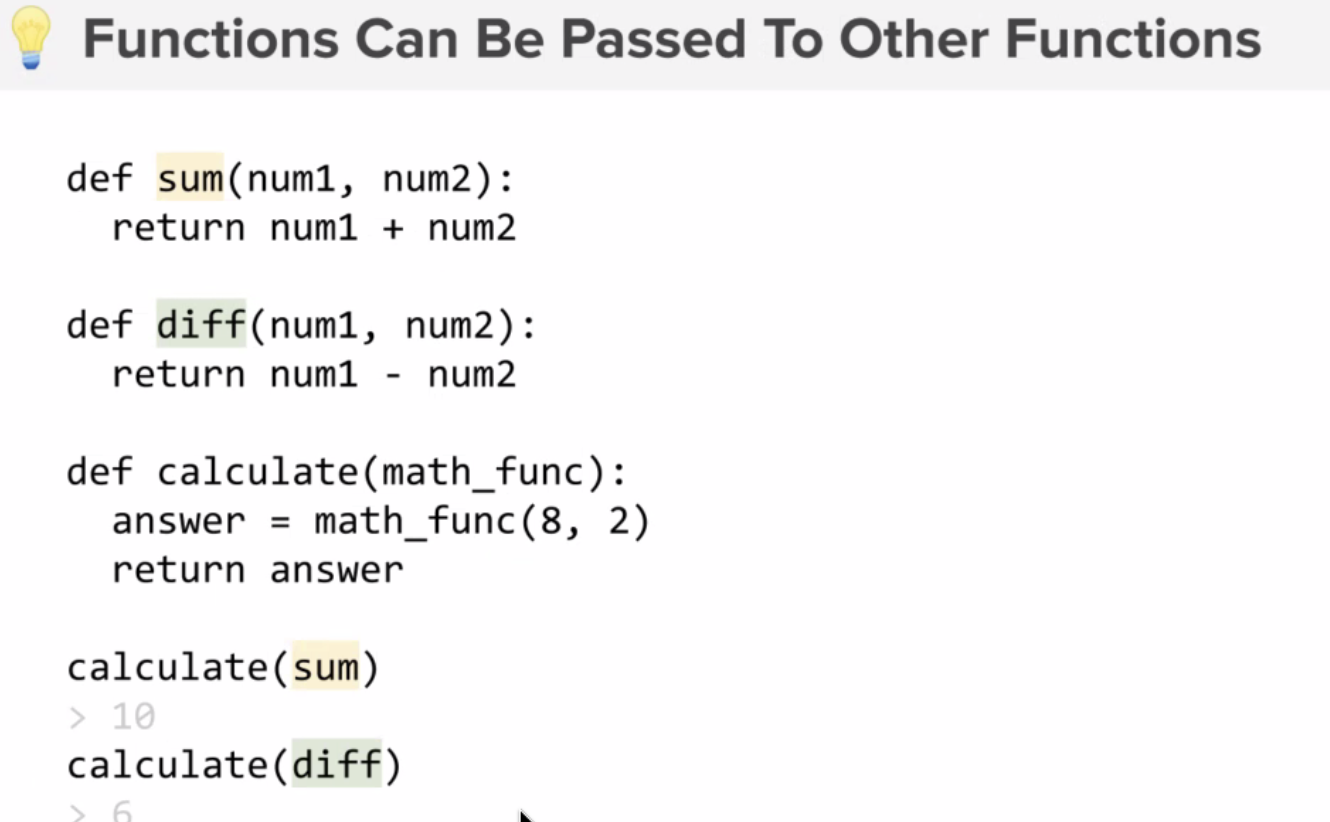 Functions Can Be Passed To Other Functions
def sum(num1, num2):
  return num1 + num2
def diff(num1, num2):
  return num1 - num2
def calculate(math_func):
  answer = math_func(8, 2)
  return answer
calculate(sum)
> 10
calculate(diff)
> 6